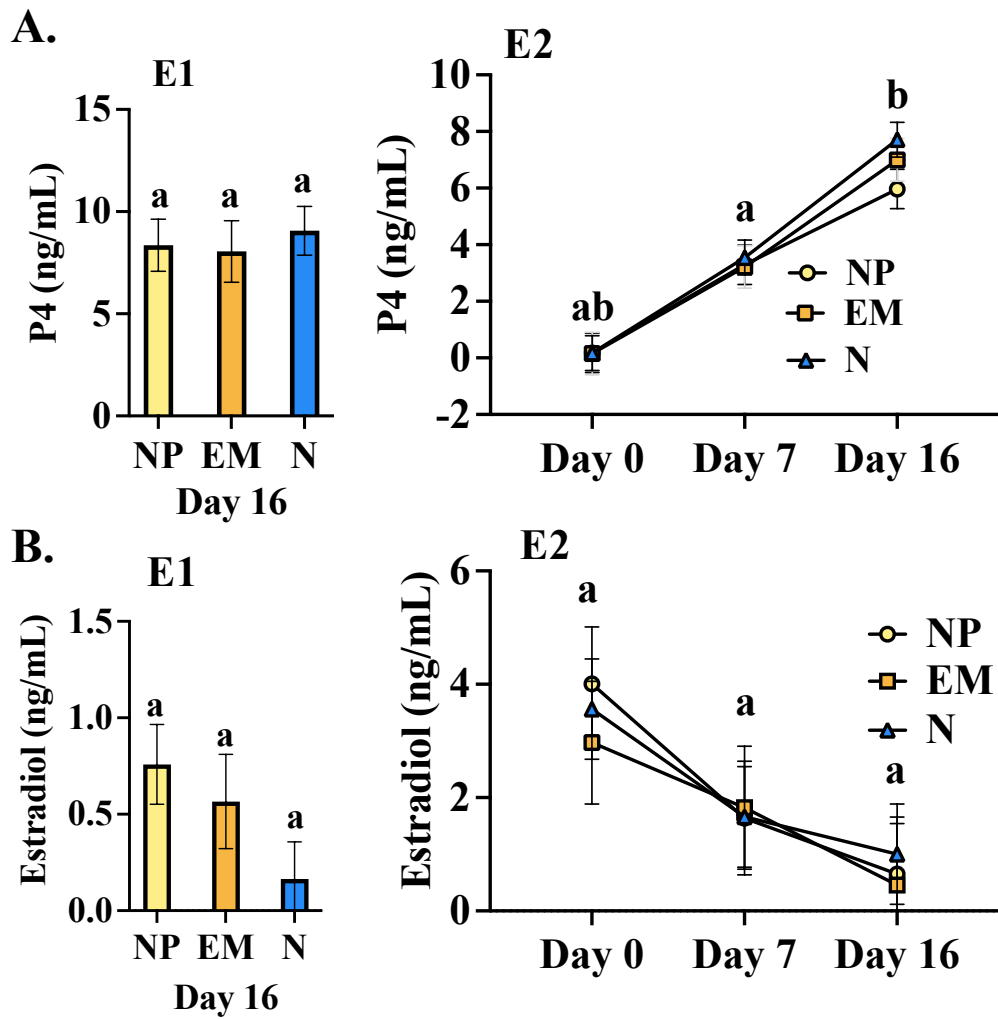 A.
E1
P4 (ng/mL)
15
10
5
0
a a a
NP EM N
Day 16
E2
P4 (ng/mL)
10
8
6
4
2
0
-2
ab a b
NP
EM
N
Day 0 Day 7 Day 16
B.
E1
Estradiol (ng/mL)
1.5
1.0
0.5
0.0
a a a
NP EM N
Day 16
E2
Estradiol (ng/mL)
6
4
2
0
a a a
NP
EM
N
Day 0 Day 7 Day 16